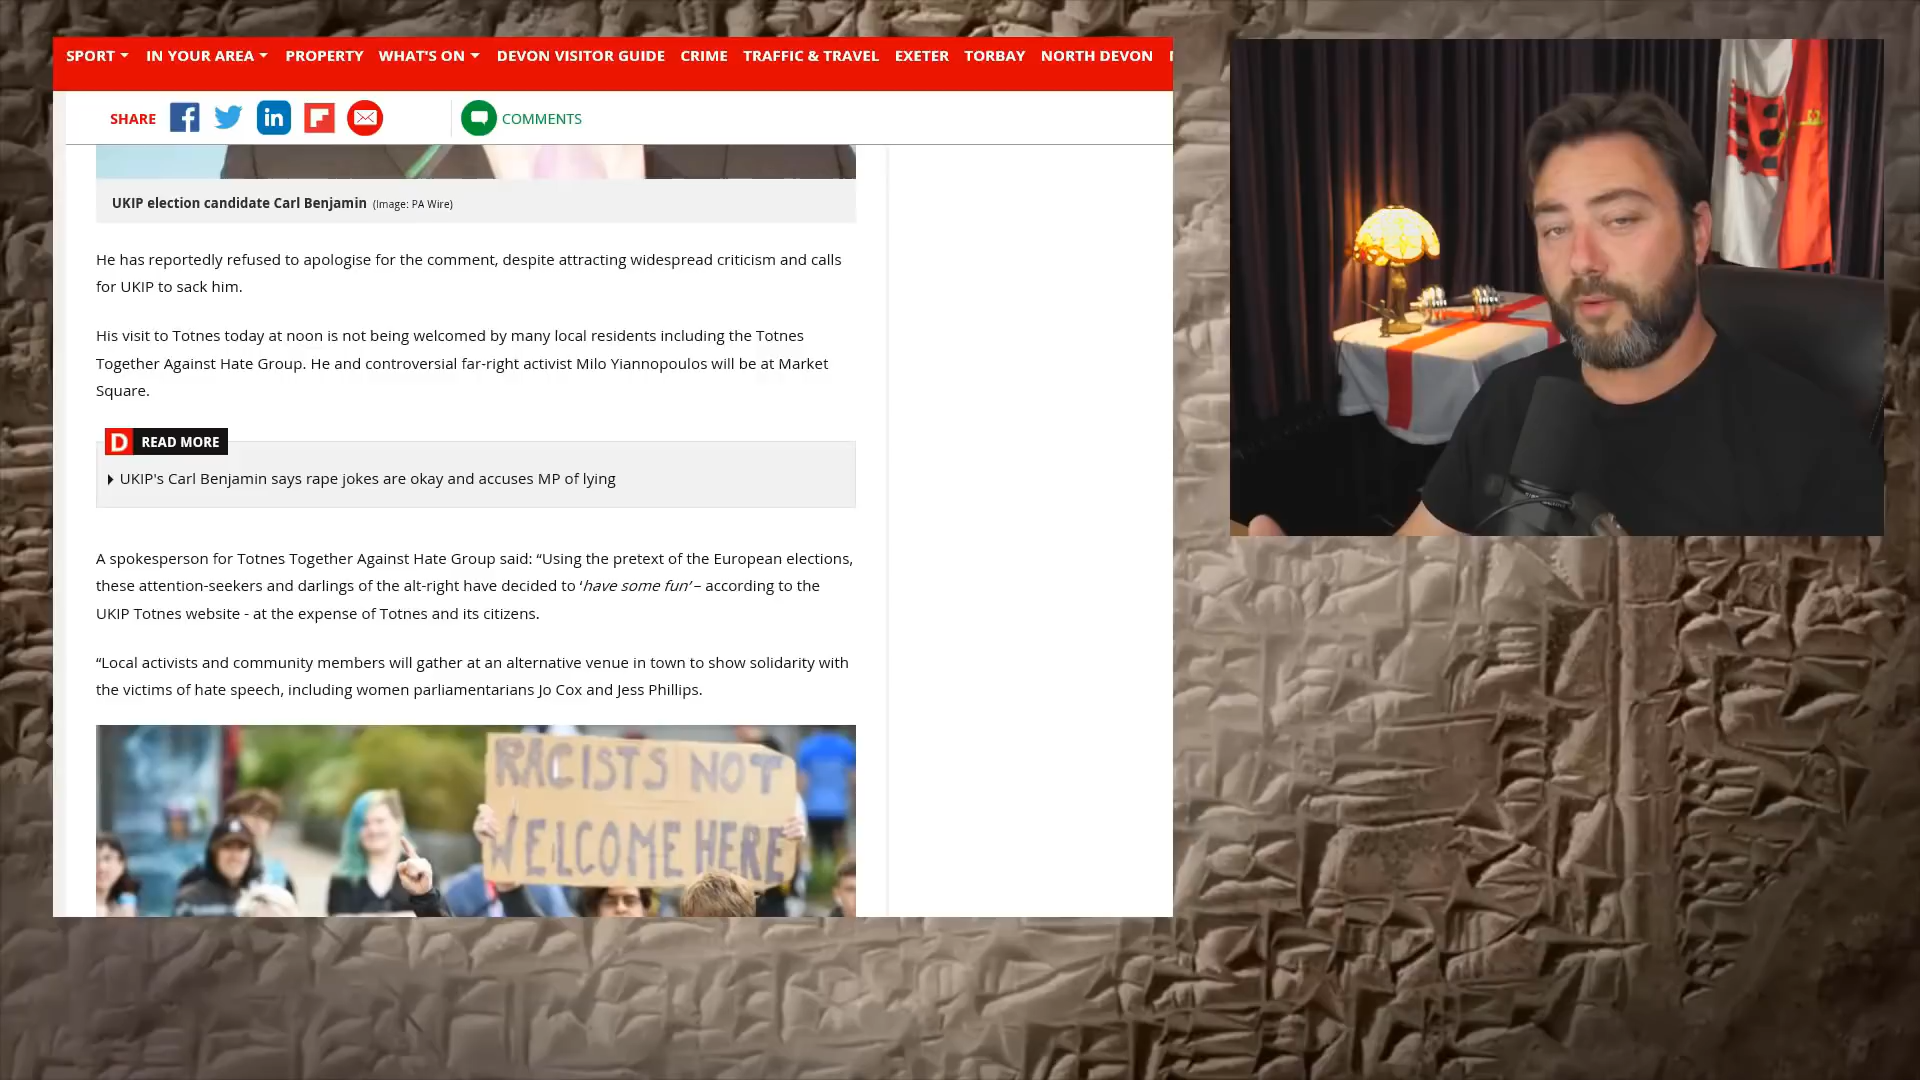 SPORT IN YOUR AREA PROPERTY WHAT'S ON DEVON VISITOR GUIDE CRIME TRAFFIC & TRAVEL EXETER TORBAY NORTH DEVON
SHARE COMMENTS
UKIP election candidate Carl Benjamin (Image: PA Wire)
He has reportedly refused to apologise for the comment, despite attracting widespread criticism and calls
for UKIP to sack him.
His visit to Totnes today at noon is not being welcomed by many local residents including the Totnes
Together Against Hate Group. He and controversial far-right activist Milo Yiannopoulos will be at Market
Square.
D READ MORE
UKIP's Carl Benjamin says rape jokes are okay and accuses MP of lying
A spokesperson for Totnes Together Against Hate Group said: “Using the pretext of the European elections,
these attention-seekers and darlings of the alt-right have decided to ‘have some fun’ – according to the
UKIP Totnes website - at the expense of Totnes and its citizens.
“Local activists and community members will gather at an alternative venue in town to show solidarity with
the victims of hate speech, including women parliamentarians Jo Cox and Jess Phillips.
RACISTS NOT
WELCOME HERE